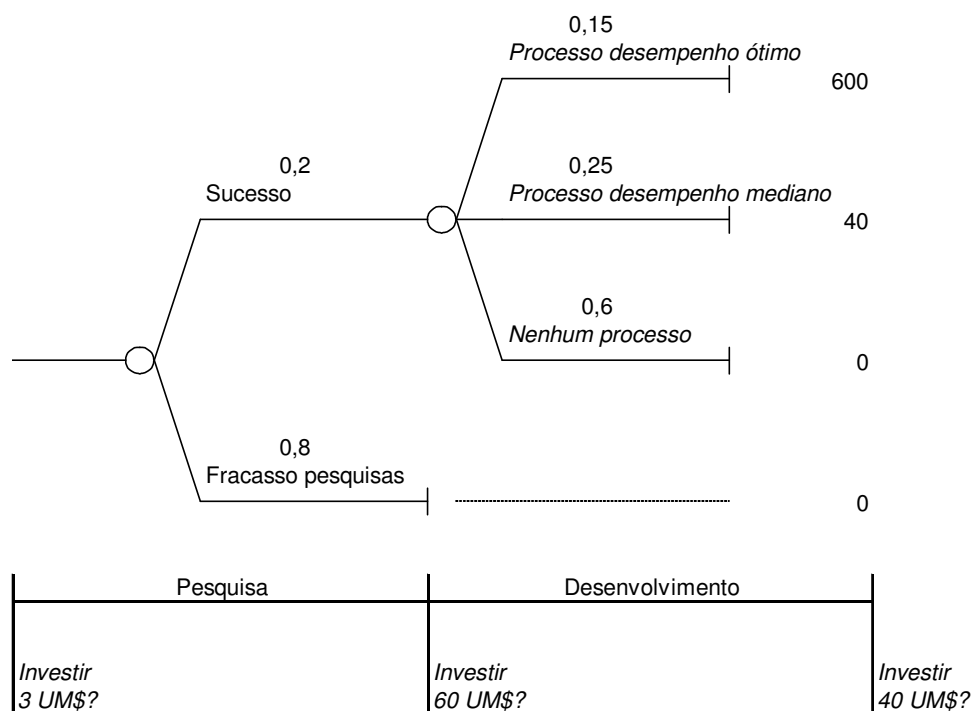 0,15
Processo desempenho ótimo
600
0,2
Sucesso
0,25
Processo desempenho mediano
40
0,6
Nenhum processo
0
0,8
Fracasso pesquisas
0
Pesquisa
Desenvolvimento
Investir
3 UM$?
Investir
60 UM$?
Investir
40 UM$?